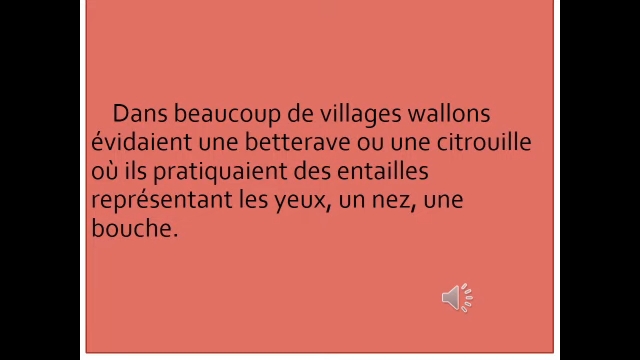 Dans beaucoup de villages wallons
évidaient une betterave ou une citrouille
où ils pratiquaient des entailles
représentant les yeux, un nez, une
bouche.